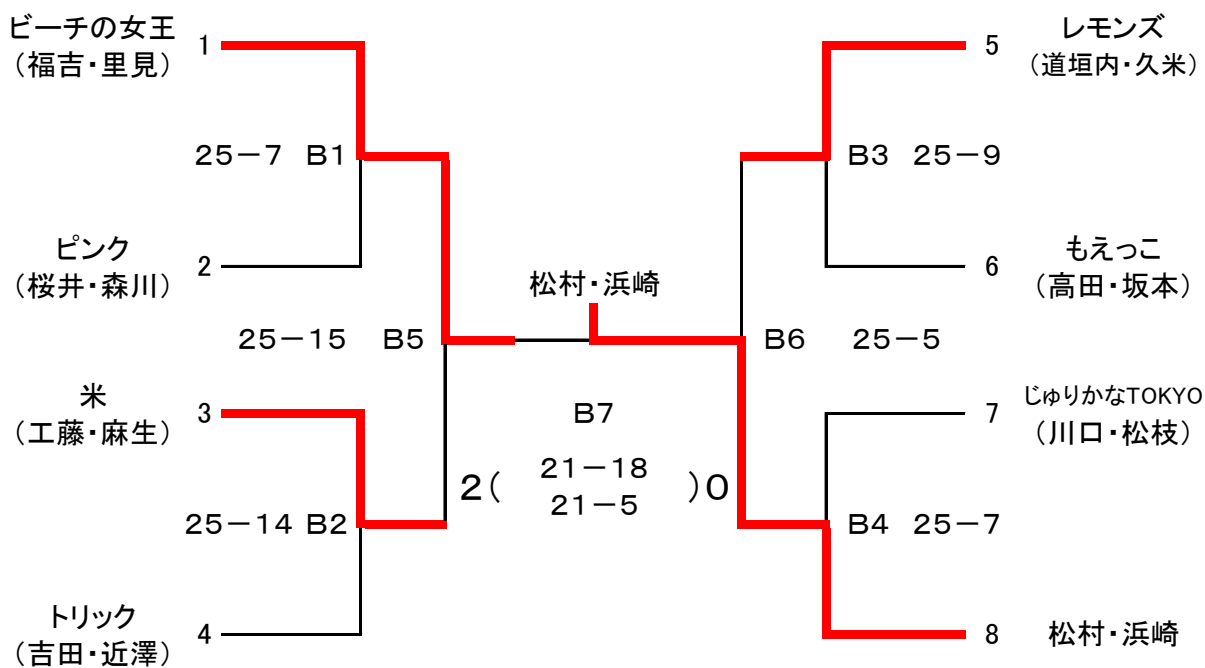 ビーチの女王
（福吉・里見）
1
25－7 B1
ピンク
（桜井・森川）
2
25－15 B5
米
（工藤・麻生）
3
25－14 B2
トリック
（吉田・近澤）
4
松村・浜崎
B7
2( 21－18
21－5 )0
レモンズ
（道垣内・久米）
5
B3 25－9
もえっこ
（高田・坂本）
6
B6 25－5
じゅりかなTOKYO
（川口・松枝）
7
B4 25－7
8 松村・浜崎